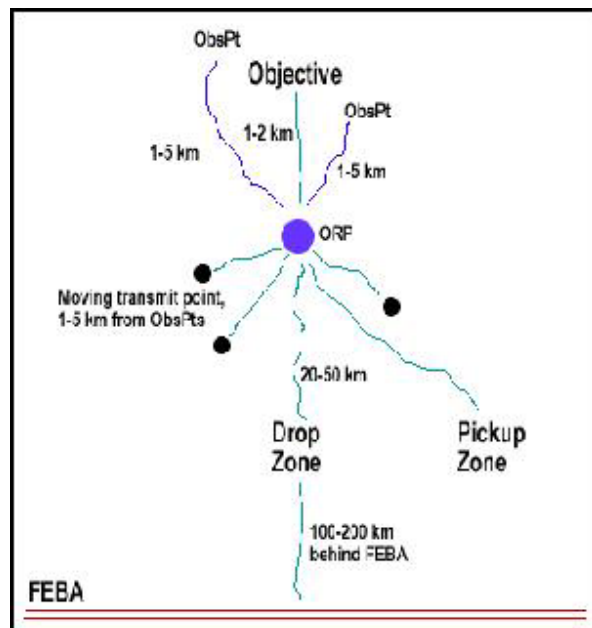 ObsPt
Objective
ObsPt
1-2 km
1-5 km
1-5 km
ORP
Moving transmit point,
1-5 km from ObsPts
20-50 km
Drop
Zone
Pickup
Zone
100-200 km
behind FEBA
FEBA